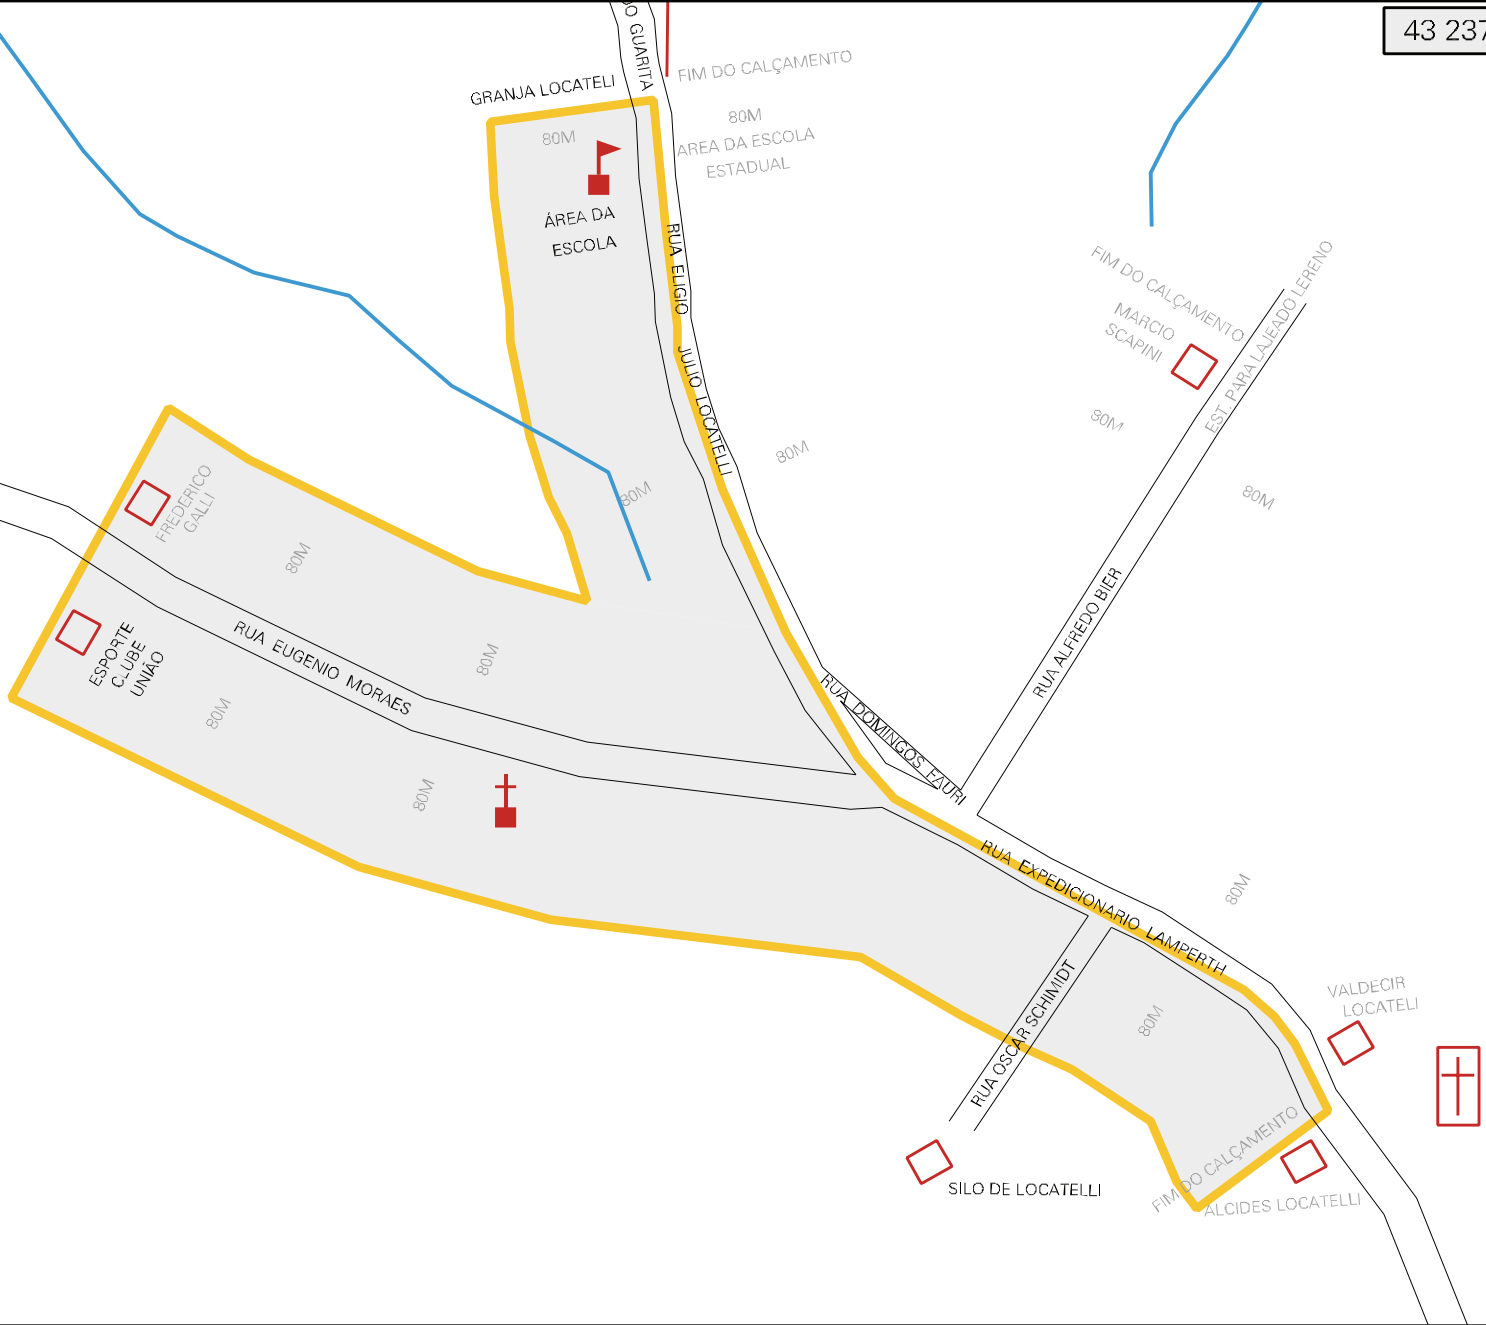 43 237
DO GUARITA
FIM DO CALÇAMENTO
GRANJA LOCATELI
80M
80M
AREA DA ESCOLA
ESTADUAL
ÁREA DA
ESCOLA
RUA ELIGIO JULIO LOCATELLI
FIM DO CALÇAMENTO
EST. PARA LAJEADO LERENO
MARCIO
SCAPINI
80M
80M
80M
80M
FREDERICO
GALLI
80M
RUA ALFREDO BIER
ESPORTE
CLUBE
UNIÃO
RUA EUGENIO MORAES
80M
80M
RUA DOMINGOS FAURI
80M
RUA EXPEDICIONARIO LAMPERTH
80M
RUA OSCAR SCHIMIDT
80M
VALDECIR
LOCATELI
FIM DO CALÇAMENTO
SILO DE LOCATELLI
ALCIDES LOCATELLI